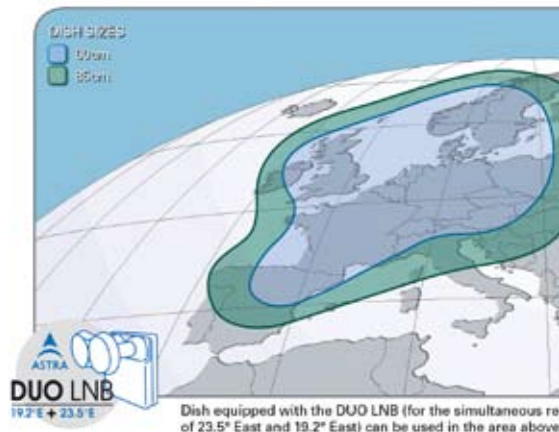 DISH SIZES
60cm
85cm
ASTRA
DUO LNB
19.2°E + 23.5°E
Dish equipped with the DUO LNB (for the simultaneous re
of 23.5° East and 19.2° East) can be used in the area above